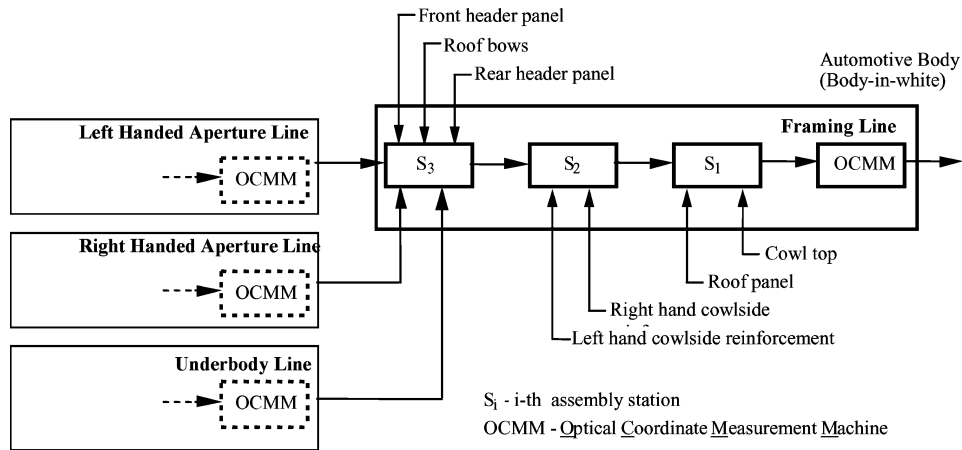 Front header panel
Roof bows
Rear header panel
Automotive Body
(Body-in-white)
Left Handed Aperture Line
Framing Line
OCMM
S3
S2
S1
OCMM
Right Handed Aperture Line
OCMM
Cowl top
Roof panel
Right hand cowlside
Left hand cowlside reinforcement
Underbody Line
OCMM
Si - i-th assembly station
OCMM - Optical Coordinate Measurement Machine